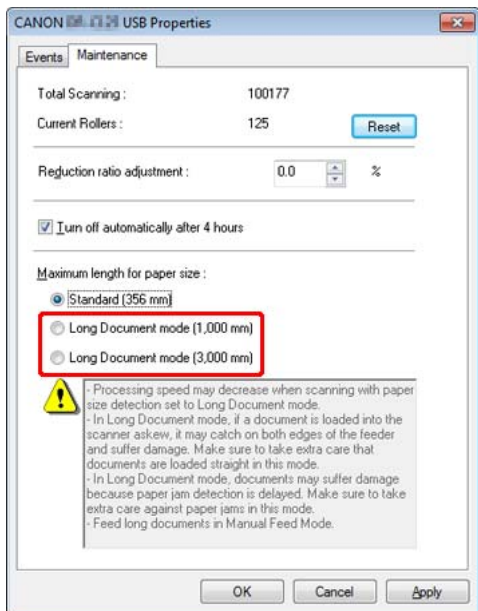 CANON USB Properties
Events Maintenance
Total Scanning : 100177
Current Rollers : 125 Reset
Reduction ratio adjustment : 0.0 %
Turn off automatically after 4 hours
Maximum length for paper size :
Standard (356 mm)
Long Document mode (1,000 mm)
Long Document mode (3,000 mm)
- Processing speed may decrease when scanning with paper
size detection set to Long Document mode.
- In Long Document mode, if a document is loaded into the
scanner askew, it may catch on both edges of the feeder
and suffer damage. Make sure to take extra care that
documents are loaded straight in this mode.
- In Long Document mode, documents may suffer damage
because paper jam detection is delayed. Make sure to take
extra care against paper jams in this mode.
- Feed long documents in Manual Feed Mode.
OK Cancel Apply